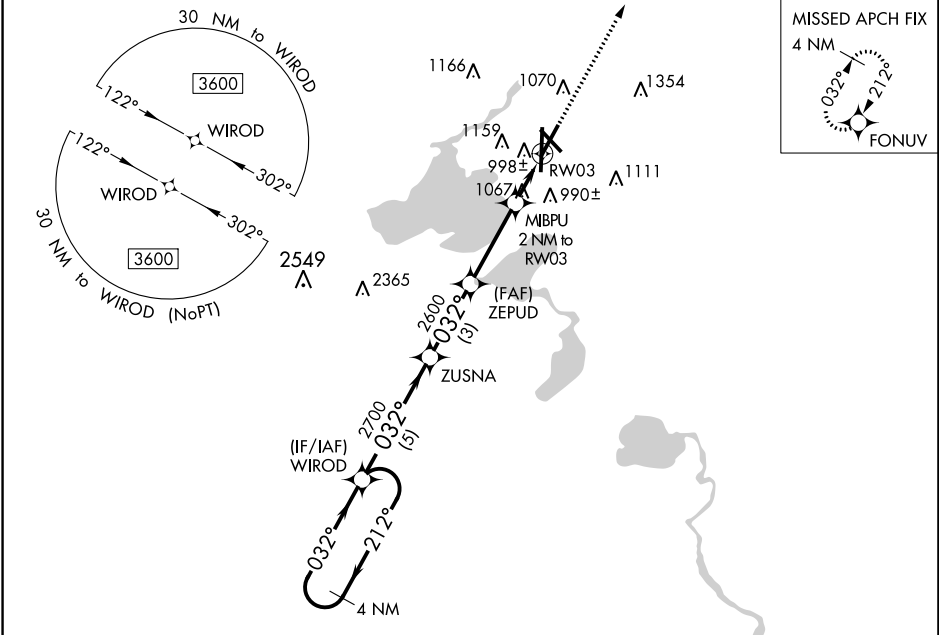 30 NM to WIROD
3600
122°
WIROD
302°
122°
WIROD
302°
3600
30 NM to WIROD (NoPT)
MISSED APCH FIX
4 NM
032°
212°
FONUV
1166
1070
1354
1159
998±
RW03
1111
1067
990±
MIBPU
2 NM to
RW03
2549
2365
(FAF)
ZEPUD
2600
032°
(3)
ZUSNA
2700
032°
(5)
(IF/IAF)
WIROD
032°
212°
4 NM